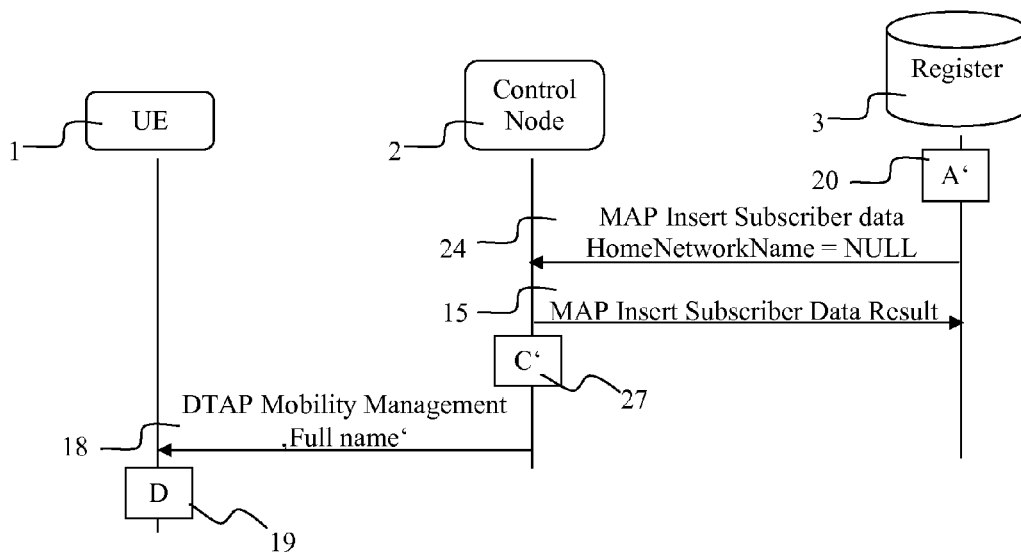 Register
Control
Node
UE
1
2
3
20
A‘
24
MAP Insert Subscriber data
HomeNetworkName = NULL
15
MAP Insert Subscriber Data Result
C‘
27
DTAP Mobility Management
‚Full name‘
18
D
19